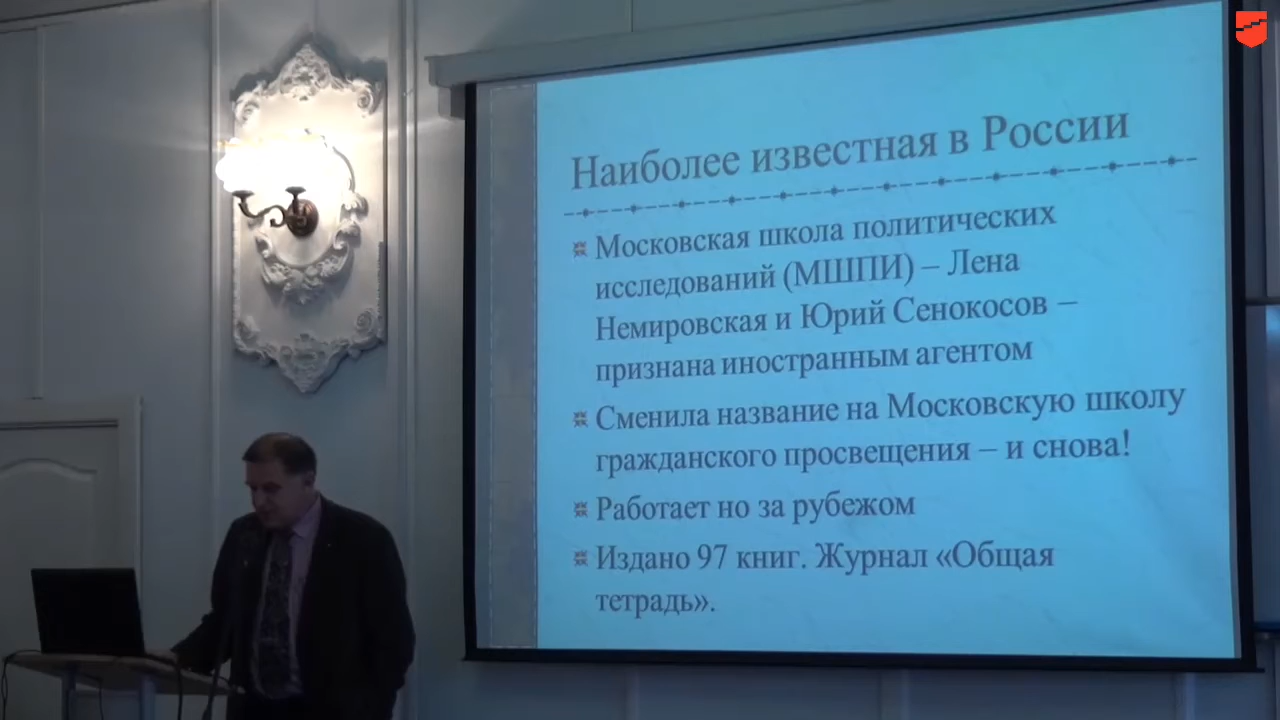 Наиболее известная в России
Московская школа политических
исследований (МШПИ) – Лена
Немировская и Юрий Сенокосов –
признана иностранным агентом
Сменила название на Московскую школу
гражданского просвещения – и снова!
Работает но за рубежом
Издано 97 книг. Журнал «Общая
тетрадь».